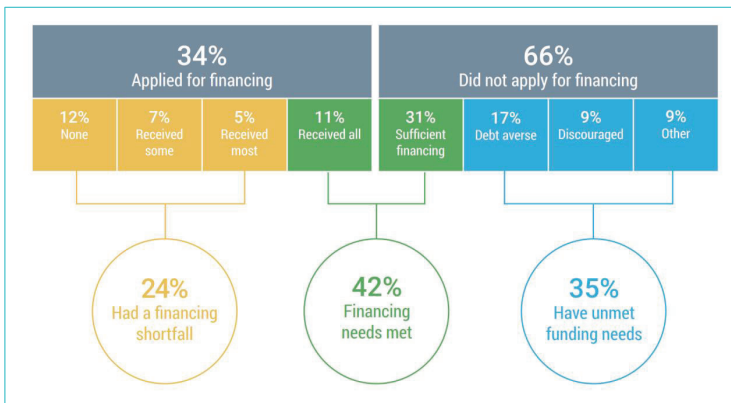 34%
Applied for financing
66%
Did not apply for financing
12%
None
7%
Received
some
5%
Received
most
11%
Received all
31%
Sufficient
financing
17%
Debt averse
9%
Discouraged
9%
Other
24%
Had a financing
shortfall
42%
Financing
needs met
35%
Have unmet
funding needs